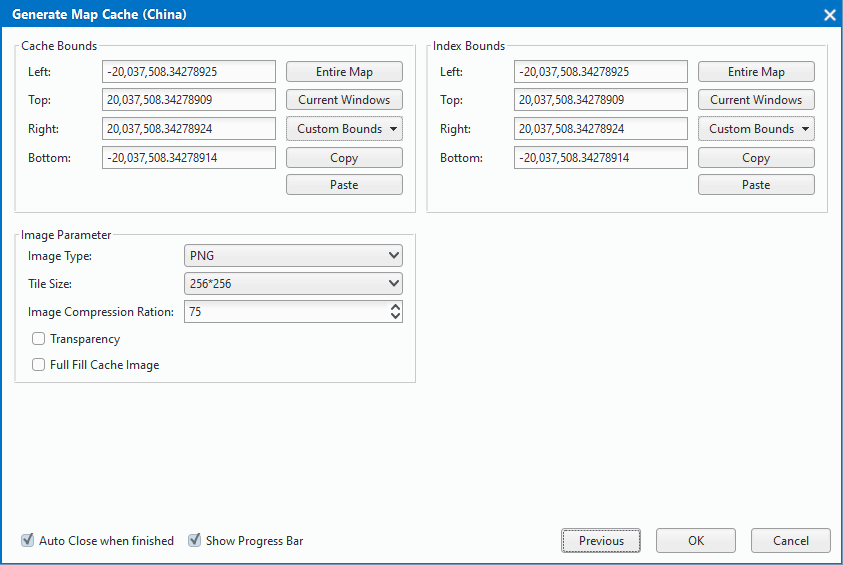 Generate Map Cache (China)
Cache Bounds
Left: -20,037,508.34278925 Entire Map
Top: 20,037,508.34278909 Current Windows
Right: 20,037,508.34278924 Custom Bounds
Bottom: -20,037,508.34278914 Copy
Paste
Index Bounds
Left: -20,037,508.34278925 Entire Map
Top: 20,037,508.34278909 Current Windows
Right: 20,037,508.34278924 Custom Bounds
Bottom: -20,037,508.34278914 Copy
Paste
Image Parameter
Image Type: PNG
Tile Size: 256*256
Image Compression Ration: 75
Transparency
Full Fill Cache Image
Auto Close when finished Show Progress Bar Previous OK Cancel